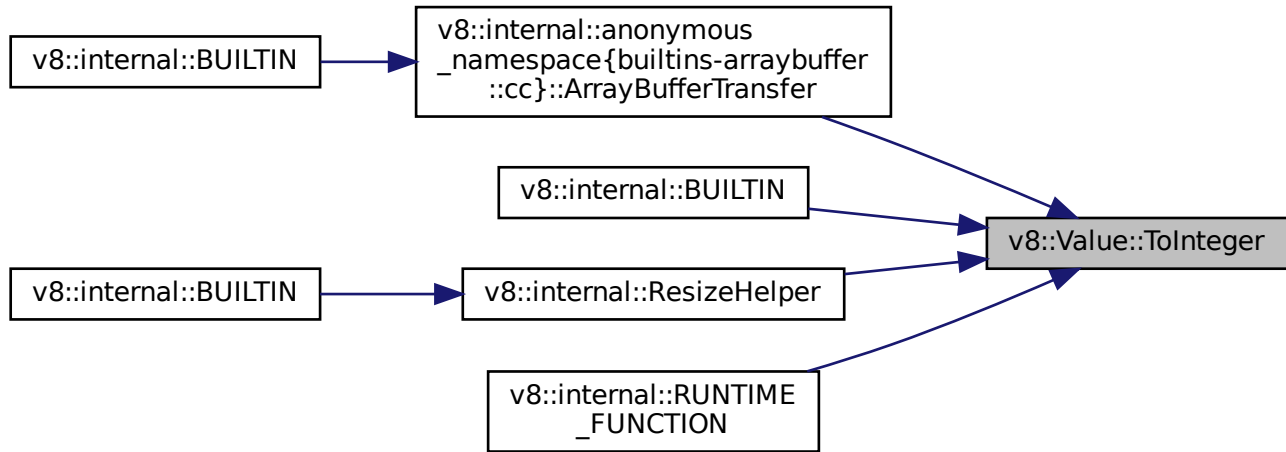 v8::internal::BUILTIN
v8::internal::anonymous
_namespace{builtins-arraybuffer
::cc}::ArrayBufferTransfer
v8::internal::BUILTIN
v8::Value::ToInteger
v8::internal::BUILTIN
v8::internal::ResizeHelper
v8::internal::RUNTIME
_FUNCTION